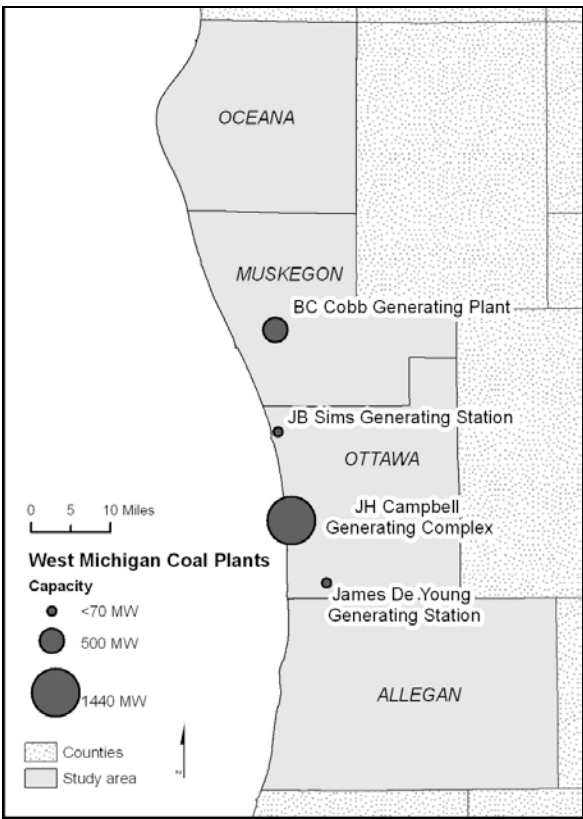 OCEANA
MUSKEGON
BC Cobb Generating Plant
JB Sims Generating Station
OTTAWA
JH Campbell
Generating Complex
James De Young
Generating Station
ALLEGAN
0 5 10 Miles
West Michigan Coal Plants
Capacity
<70 MW
500 MW
1440 MW
Counties
Study area
N